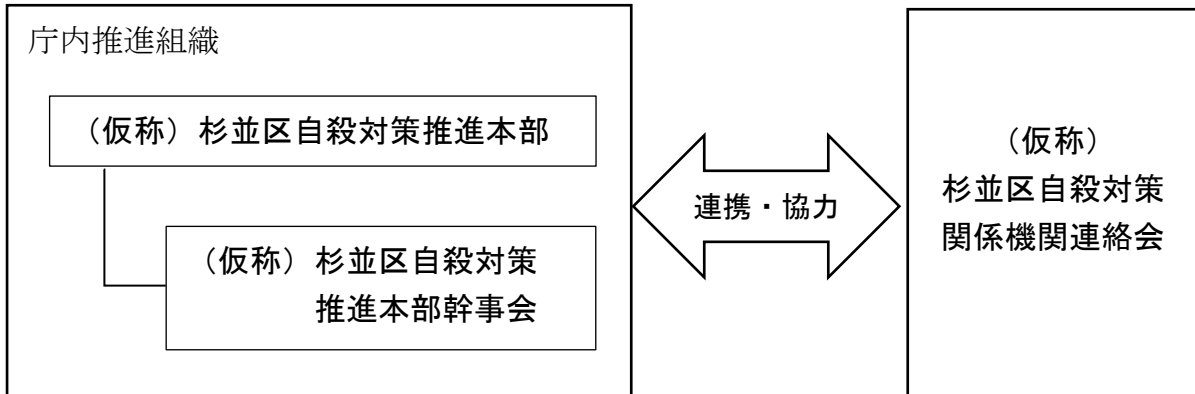 庁内推進組織
（仮称）杉並区自殺対策推進本部
（仮称）杉並区自殺対策
推進本部幹事会
連携・協力
（仮称）
杉並区自殺対策
関係機関連絡会